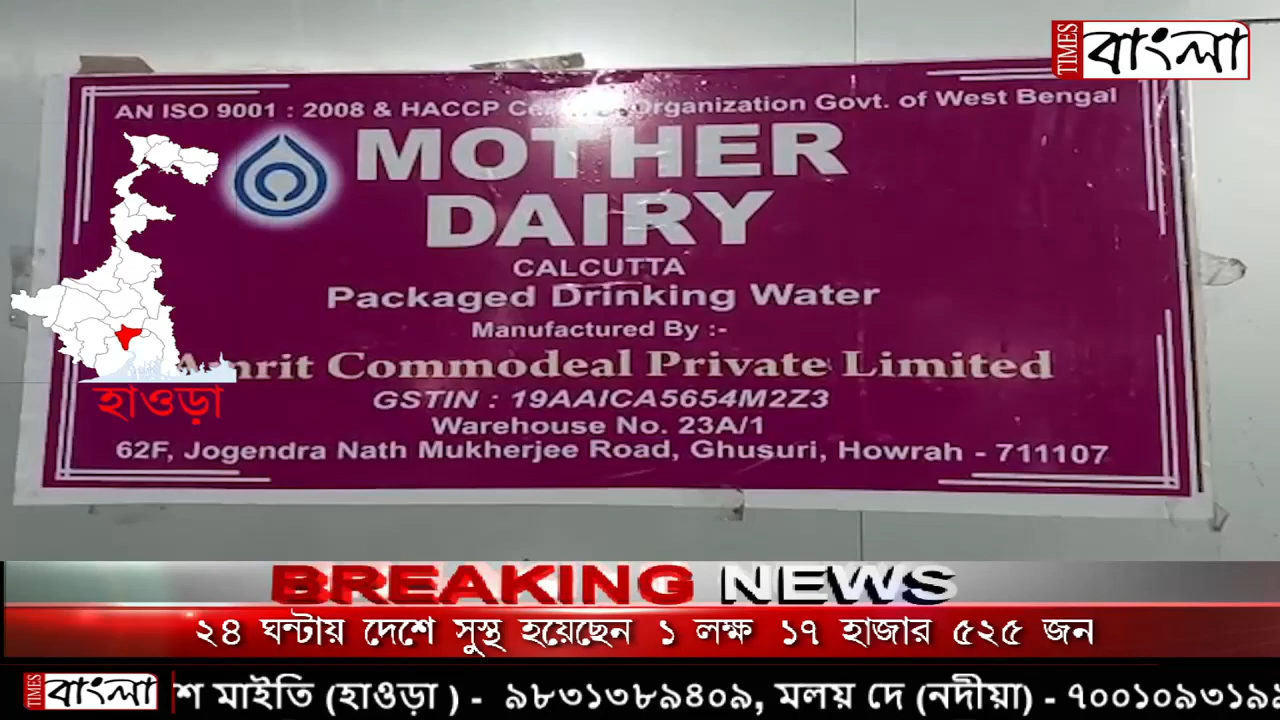 TIMES বাংলা
AN ISO 9001 : 2008 & HACCP Organization Govt. of West Bengal
MOTHER
DAIRY
CALCUTTA
Packaged Drinking Water
Manufactured By :-
Commodeal Private Limited
GSTIN : 19AAICA5654M2Z3
Warehouse No. 23A/1
62F, Jogendra Nath Mukherjee Road, Ghusuri, Howrah - 711107
হাওড়া
BREAKING NEWS
২৪ ঘন্টায় দেশে সুস্থ হয়েছেন ১ লক্ষ ১৭ হাজার ৫২৫ জন
TIMES বাংলা
শ মাইতি (হাওড়া ) - ৯৮৩১৩৮৯৪০৯, মলয় দে (নদীয়া) -